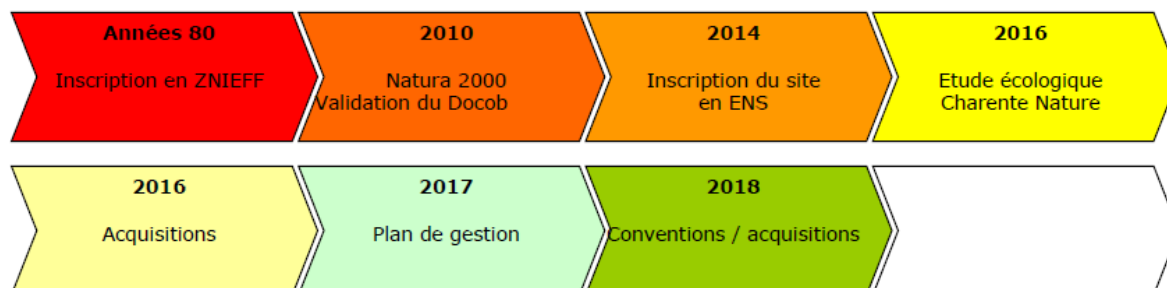 Années 80
Inscription en ZNIEFF
2010
Natura 2000
Validation du Docob
2014
Inscription du site
en ENS
2016
Etude écologique
Charente Nature
2016
Acquisitions
2017
Plan de gestion
2018
Conventions / acquisitions